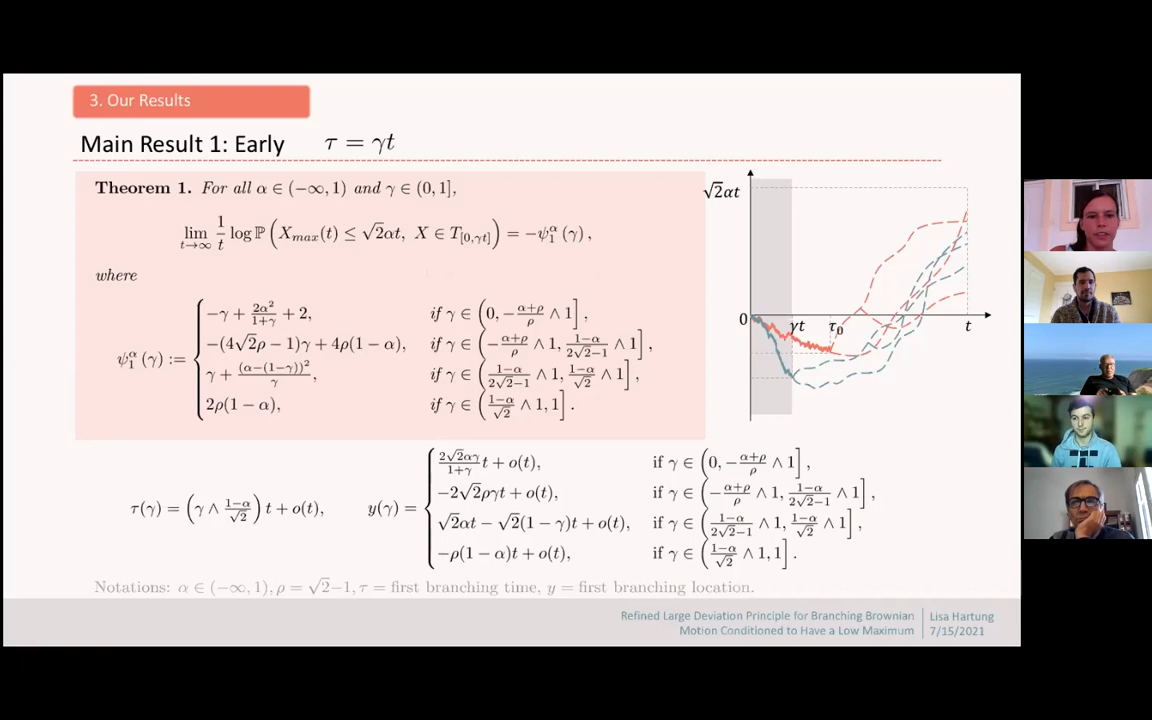 3. Our Results
Main Result 1: Early τ = γt
Theorem 1. For all α ∈ (−∞, 1) and γ ∈ (0, 1],
lim_{t→∞} 1/t log ℙ(X_max(t) ≤ √2αt, X ∈ T_[0,γt]) = −ψ₁^α(γ),
where
ψ₁^α(γ) := {
−γ + 2α²/(1+γ) + 2, if γ ∈ (0, −(α+ρ)/ρ ∧ 1],
−(4√2ρ − 1)γ + 4ρ(1 − α), if γ ∈ (−(α+ρ)/ρ ∧ 1, (1−α)/(2√2−1) ∧ 1],
γ + (α−(1−γ))²/γ, if γ ∈ ((1−α)/(2√2−1) ∧ 1, (1−α)/√2 ∧ 1],
2ρ(1 − α), if γ ∈ ((1−α)/√2 ∧ 1, 1].
√2αt
0
γt
τ₀
t
τ(γ) = (γ ∧ (1−α)/√2) t + o(t), y(γ) = {
2√2αγ/(1+γ) t + o(t), if γ ∈ (0, −(α+ρ)/ρ ∧ 1],
−2√2ργt + o(t), if γ ∈ (−(α+ρ)/ρ ∧ 1, (1−α)/(2√2−1) ∧ 1],
√2αt − √2(1 − γ)t + o(t), if γ ∈ ((1−α)/(2√2−1) ∧ 1, (1−α)/√2 ∧ 1],
−ρ(1 − α)t + o(t), if γ ∈ ((1−α)/√2 ∧ 1, 1].
Notations: α ∈ (−∞, 1), ρ = √2−1, τ = first branching time, y = first branching location.
Refined Large Deviation Principle for Branching Brownian
Motion Conditioned to Have a Low Maximum
Lisa Hartung
7/15/2021